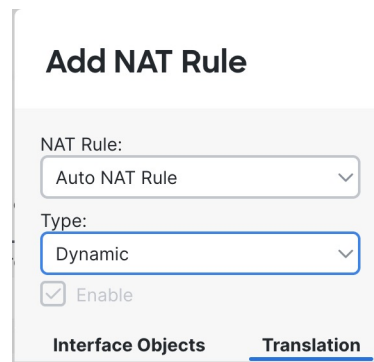 Add NAT Rule
NAT Rule:
Auto NAT Rule
Type:
Dynamic
Enable
Interface Objects Translation